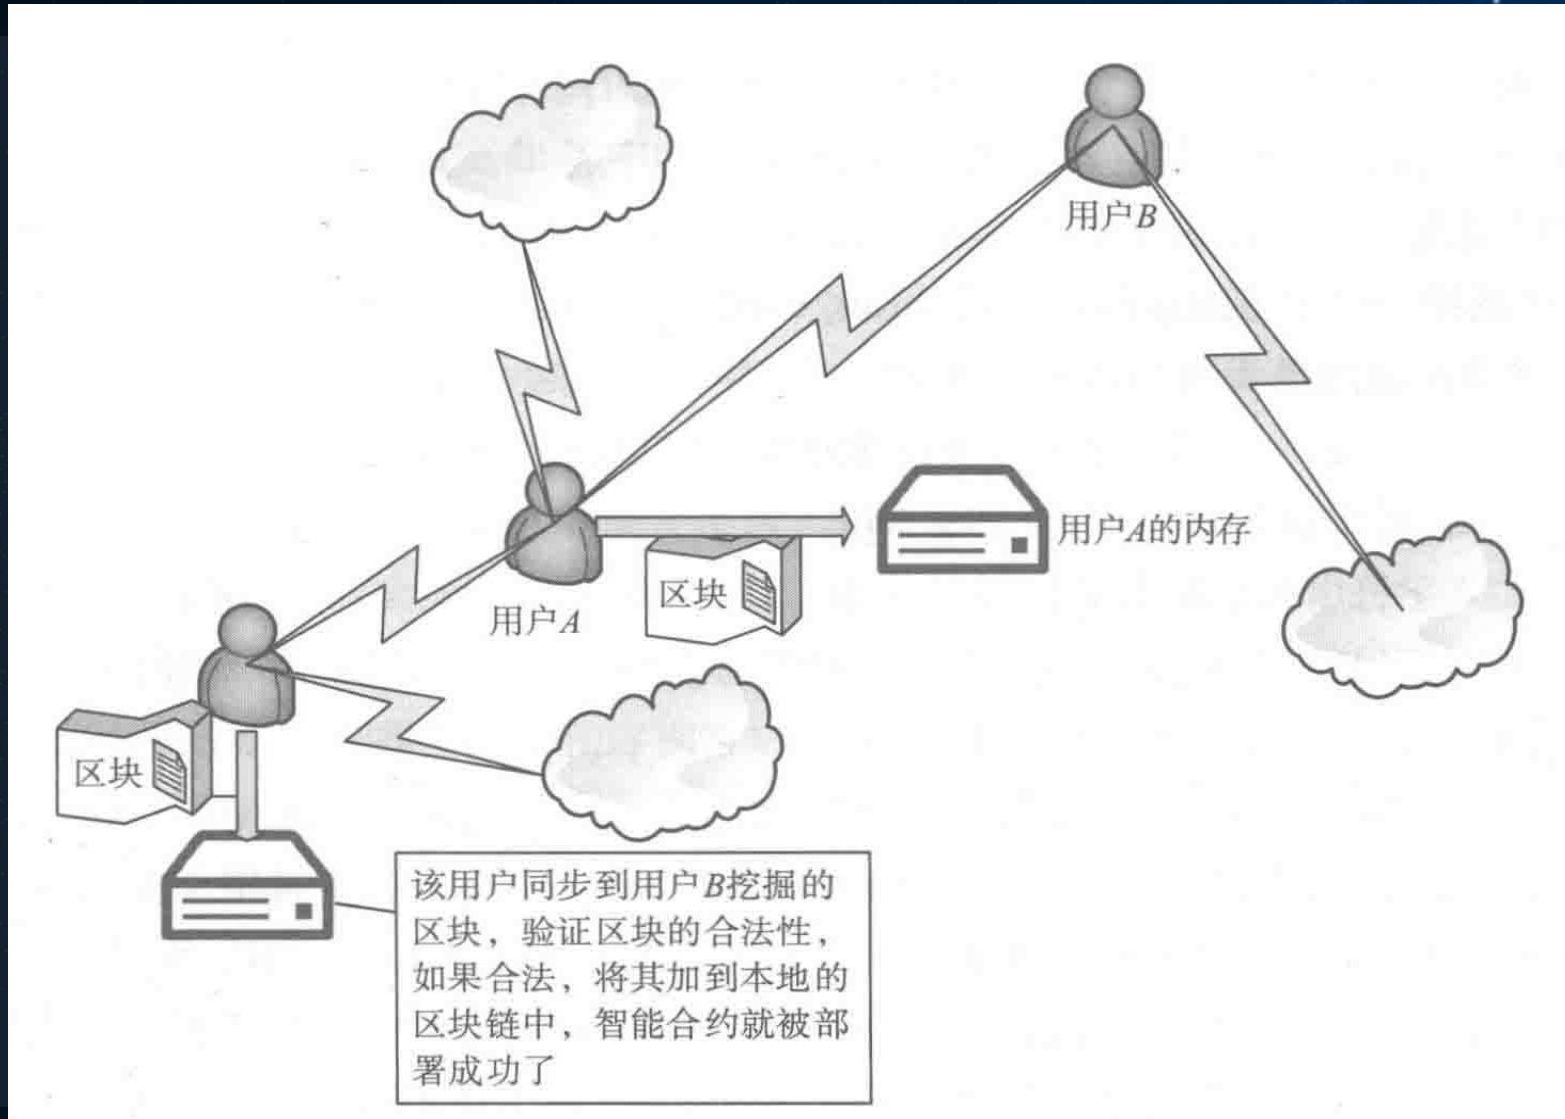 用户B
用户A的内存
区块
用户A
区块
该用户同步到用户B挖掘的
区块，验证区块的合法性，
如果合法，将其加到本地的
区块链中，智能合约就被部
署成功了